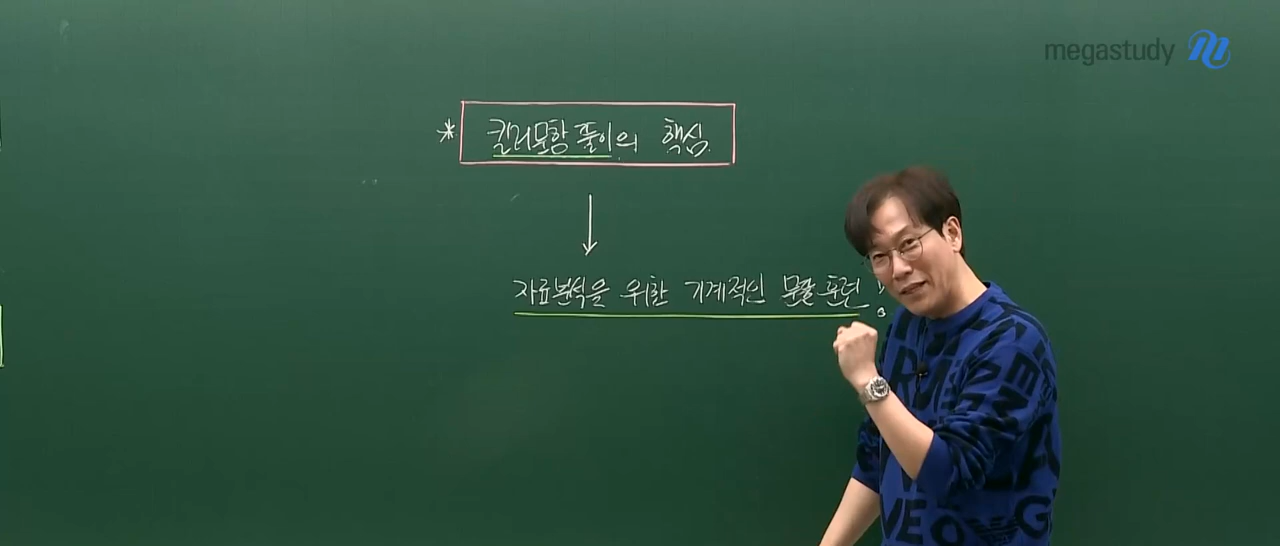 megastudy
* 킬러문항 풀이의 핵심.
자료분석을 위한 기계적인 문풀 훈련!